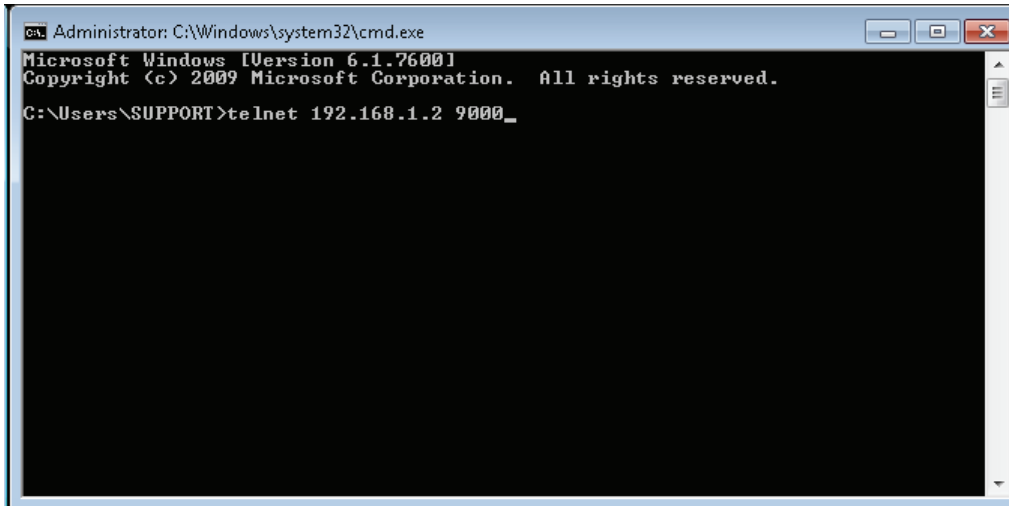 Administrator: C:\Windows\system32\cmd.exe
Microsoft Windows [Version 6.1.7600]
Copyright (c) 2009 Microsoft Corporation.  All rights reserved.
C:\Users\SUPPORT>telnet 192.168.1.2 9000_